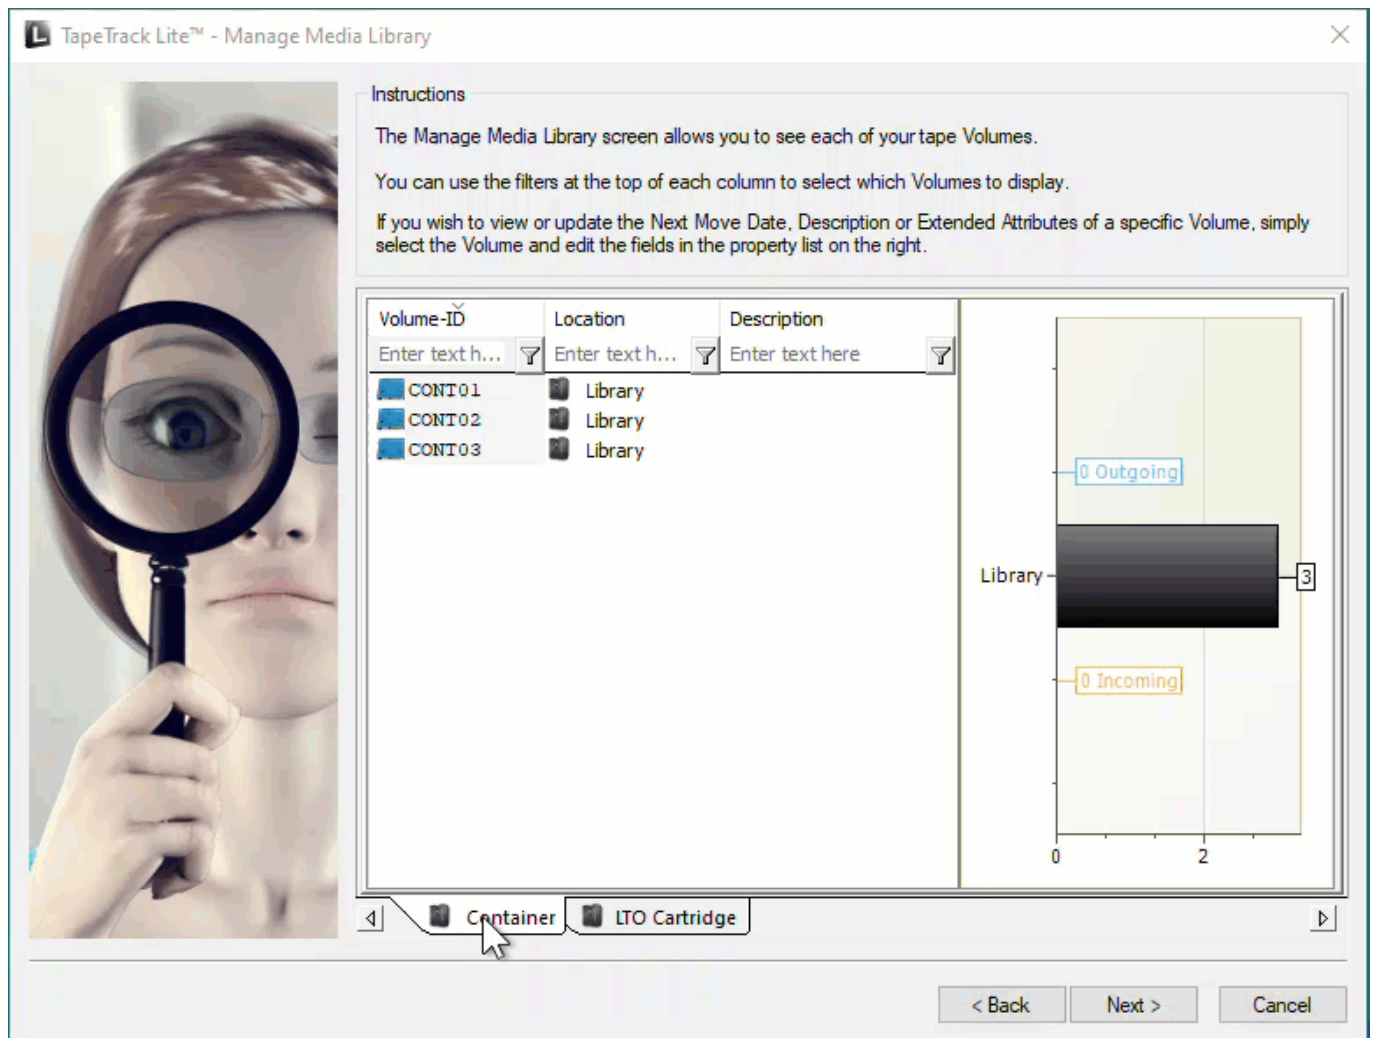 TapeTrack Lite™ - Manage Media Library
Instructions
The Manage Media Library screen allows you to see each of your tape Volumes.
You can use the filters at the top of each column to select which Volumes to display.
If you wish to view or update the Next Move Date, Description or Extended Attributes of a specific Volume, simply
select the Volume and edit the fields in the property list on the right.
Volume-ID Location Description
Enter text h... Enter text h... Enter text here
CONT01 Library
CONT02 Library
CONT03 Library
0 Outgoing
Library 3
0 Incoming
0 2
Container LTO Cartridge
< Back Next > Cancel